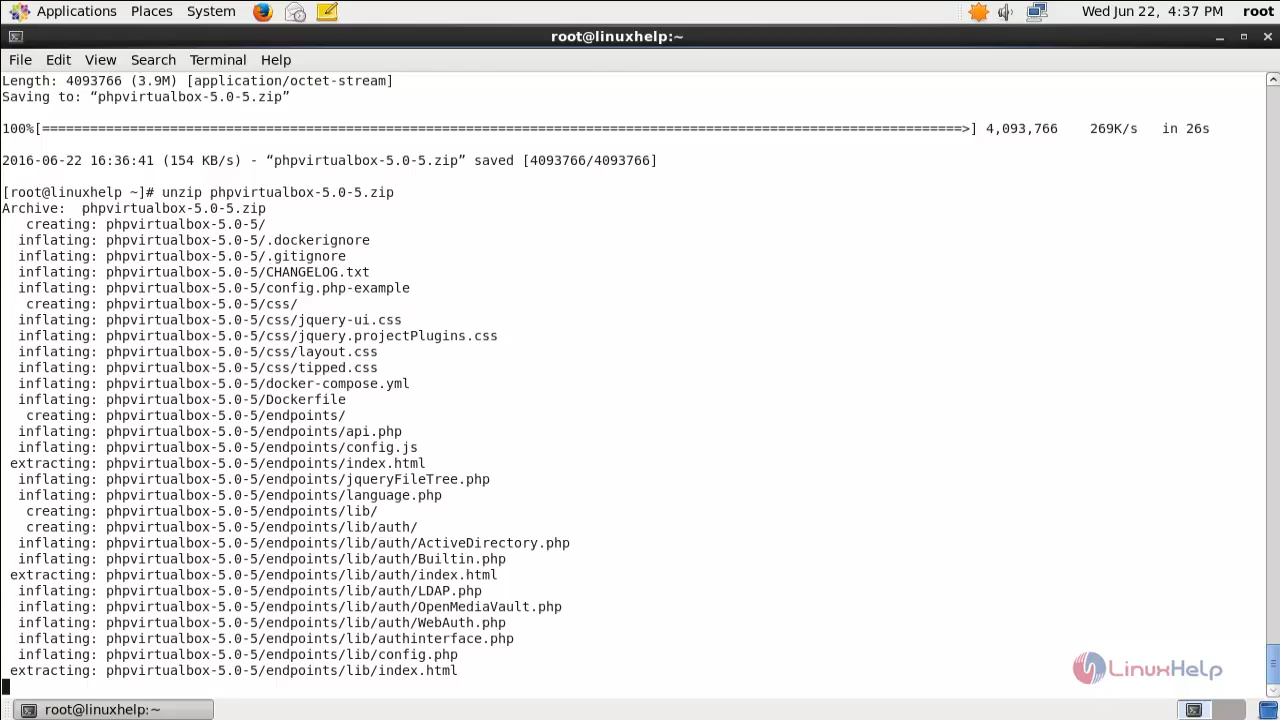 Applications Places System Wed Jun 22, 4:37 PM root
root@linuxhelp:~
File Edit View Search Terminal Help
Length: 4093766 (3.9M) [application/octet-stream]
Saving to: “phpvirtualbox-5.0-5.zip”
100%[===================================================================================================================>] 4,093,766 269K/s in 26s
2016-06-22 16:36:41 (154 KB/s) - “phpvirtualbox-5.0-5.zip” saved [4093766/4093766]
[root@linuxhelp ~]# unzip phpvirtualbox-5.0-5.zip
Archive: phpvirtualbox-5.0-5.zip
creating: phpvirtualbox-5.0-5/
inflating: phpvirtualbox-5.0-5/.dockerignore
inflating: phpvirtualbox-5.0-5/.gitignore
inflating: phpvirtualbox-5.0-5/CHANGELOG.txt
inflating: phpvirtualbox-5.0-5/config.php-example
creating: phpvirtualbox-5.0-5/css/
inflating: phpvirtualbox-5.0-5/css/jquery-ui.css
inflating: phpvirtualbox-5.0-5/css/jquery.projectPlugins.css
inflating: phpvirtualbox-5.0-5/css/layout.css
inflating: phpvirtualbox-5.0-5/css/tipped.css
inflating: phpvirtualbox-5.0-5/docker-compose.yml
inflating: phpvirtualbox-5.0-5/Dockerfile
creating: phpvirtualbox-5.0-5/endpoints/
inflating: phpvirtualbox-5.0-5/endpoints/api.php
inflating: phpvirtualbox-5.0-5/endpoints/config.js
extracting: phpvirtualbox-5.0-5/endpoints/index.html
inflating: phpvirtualbox-5.0-5/endpoints/jqueryFileTree.php
inflating: phpvirtualbox-5.0-5/endpoints/language.php
creating: phpvirtualbox-5.0-5/endpoints/lib/
creating: phpvirtualbox-5.0-5/endpoints/lib/auth/
inflating: phpvirtualbox-5.0-5/endpoints/lib/auth/ActiveDirectory.php
inflating: phpvirtualbox-5.0-5/endpoints/lib/auth/Builtin.php
extracting: phpvirtualbox-5.0-5/endpoints/lib/auth/index.html
inflating: phpvirtualbox-5.0-5/endpoints/lib/auth/LDAP.php
inflating: phpvirtualbox-5.0-5/endpoints/lib/auth/OpenMediaVault.php
inflating: phpvirtualbox-5.0-5/endpoints/lib/auth/WebAuth.php
inflating: phpvirtualbox-5.0-5/endpoints/lib/authinterface.php
inflating: phpvirtualbox-5.0-5/endpoints/lib/config.php
extracting: phpvirtualbox-5.0-5/endpoints/lib/index.html
LinuxHelp
root@linuxhelp:~